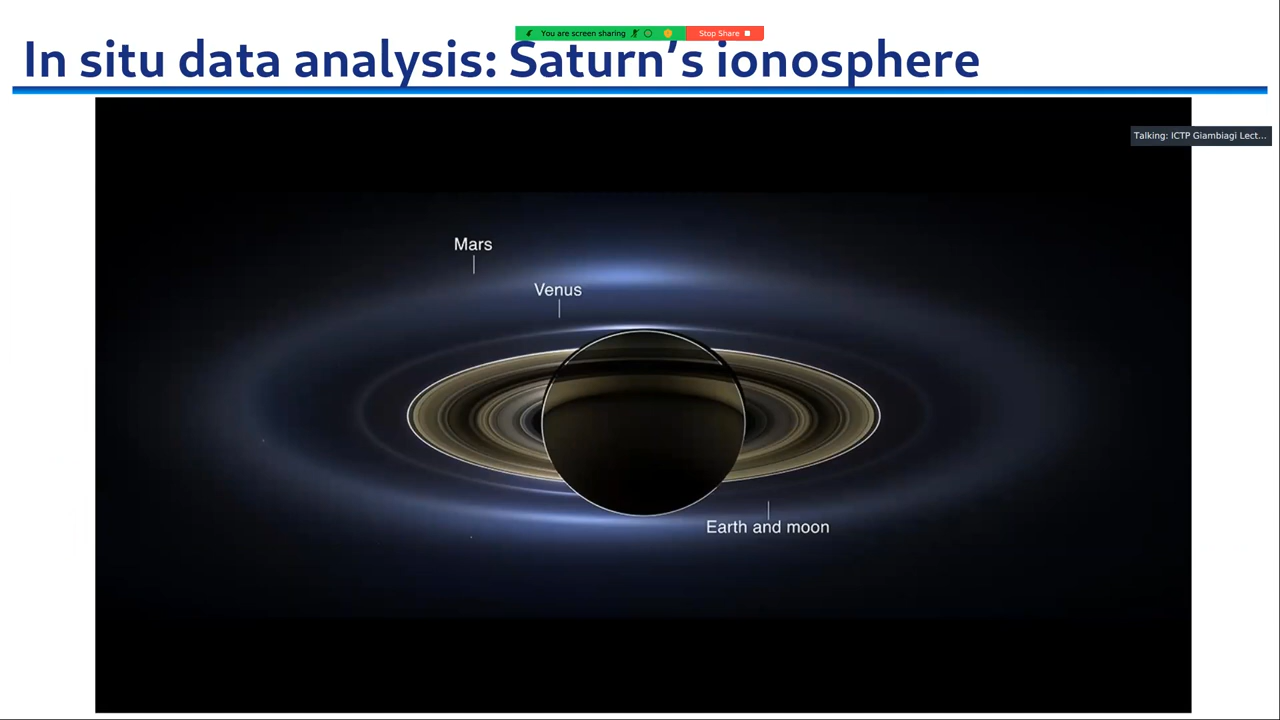 You are screen sharing
Stop Share
In situ data analysis: Saturn's ionosphere
Talking: ICTP Giambiagi Lect...
Mars
Venus
Earth and moon